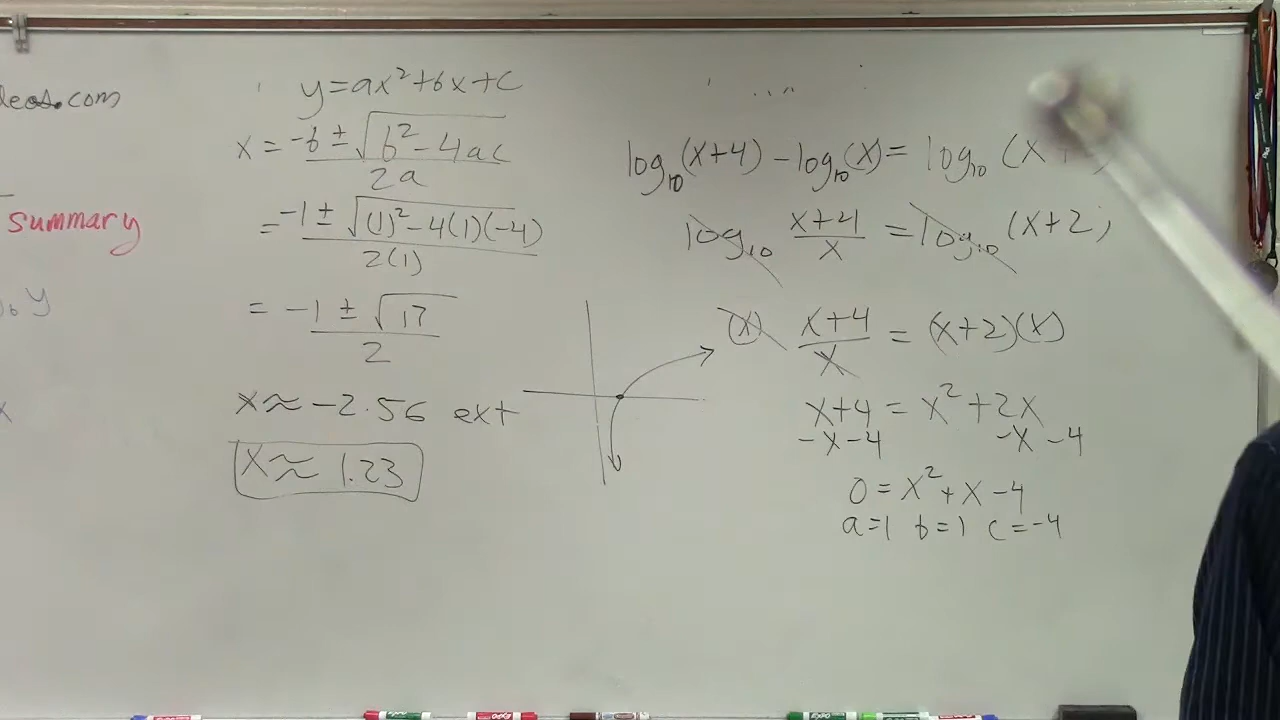 deos.com
summary
y
x
y=ax²+bx+c
x = -b ± √b²-4ac / 2a
= -1 ± √(1)²-4(1)(-4) / 2(1)
= -1 ± √17 / 2
x ≈ -2.56 ext
x ≈ 1.23
log₁₀(x+4) - log₁₀(x) = log₁₀(x
log₁₀ x+4 / x = log₁₀(x+2)
(x) x+4 / x = (x+2)(x)
x+4 = x²+2x
-x-4 -x-4
0 = x²+x-4
a=1 b=1 c=-4